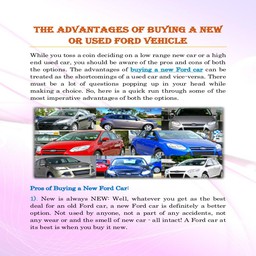 THE ADVANTAGES OF BUYING A NEW
OR USED FORD VEHICLE
While you toss a coin deciding on a low range new car or a high
end used car, you should be aware of the pros and cons of both
the options. The advantages of buying a new Ford car can be
treated as the shortcomings of a used car and vice-versa. There
must be a lot of questions popping up in your head while
making a choice. So, here is a quick run through some of the
most imperative advantages of both the options.
Pros of Buying a New Ford Car:
1). New is always NEW: Well, whatever you get as the best
deal for an old Ford car, a new Ford car is definitely a better
option. Not used by anyone, not a part of any accidents, not
any wear or and the smell of new car - all intact! A Ford car at
its best is when you buy it new.